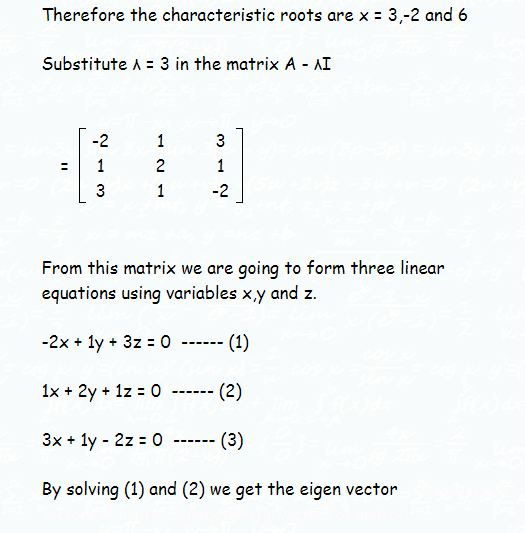 Therefore the characteristic roots are x = 3,-2 and 6
Substitute λ = 3 in the matrix A - λI
-2 1 3
= 1 2 1
3 1 -2
From this matrix we are going to form three linear
equations using variables x,y and z.
-2x + 1y + 3z = 0 ------ (1)
1x + 2y + 1z = 0 ------ (2)
3x + 1y - 2z = 0 ------ (3)
By solving (1) and (2) we get the eigen vector